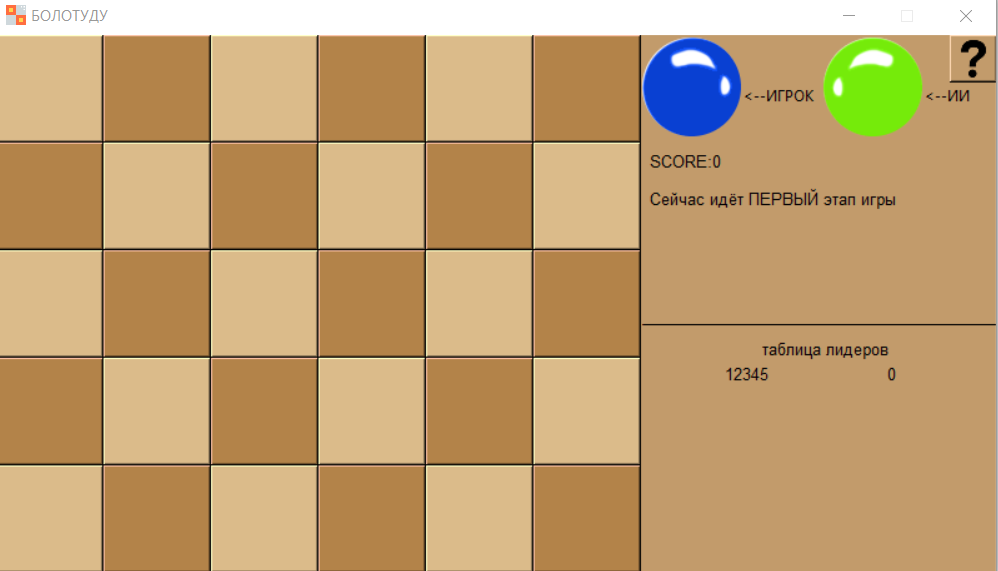 БОЛОТУДУ
?
<--ИГРОК
<--ИИ
SCORE:0
Сейчас идёт ПЕРВЫЙ этап игры
таблица лидеров
12345 0